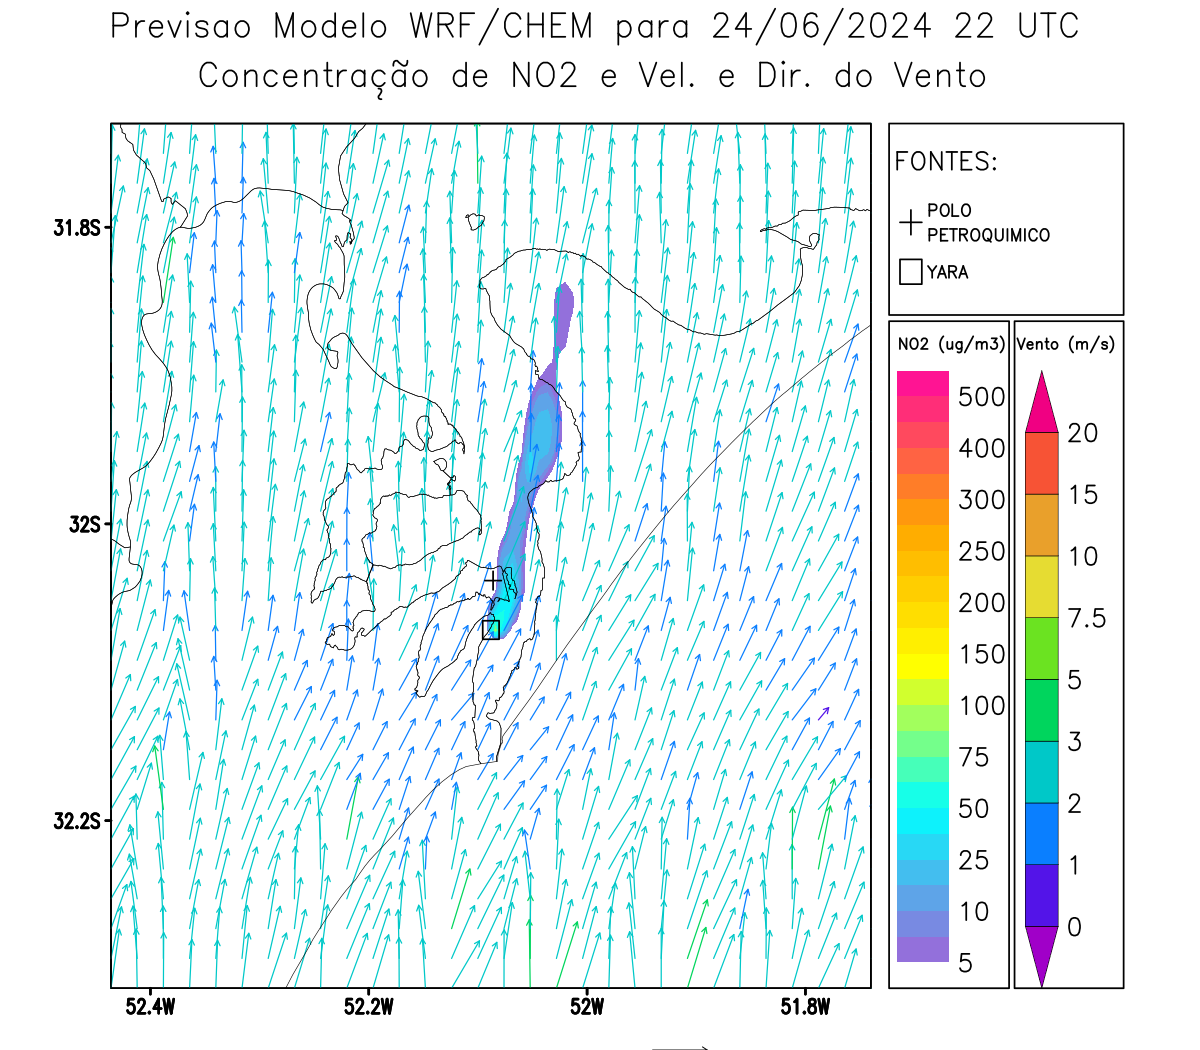 Previsao Modelo WRF/CHEM para 24/06/2024 22 UTC
Concentração de NO2 e Vel. e Dir. do Vento
FONTES:
POLO
PETROQUIMICO
YARA
31.8S
32S
32.2S
52.4W
52.2W
52W
51.8W
NO2 (ug/m3)
500
400
300
250
200
150
100
75
50
25
10
5
Vento (m/s)
20
15
10
7.5
5
3
2
1
0